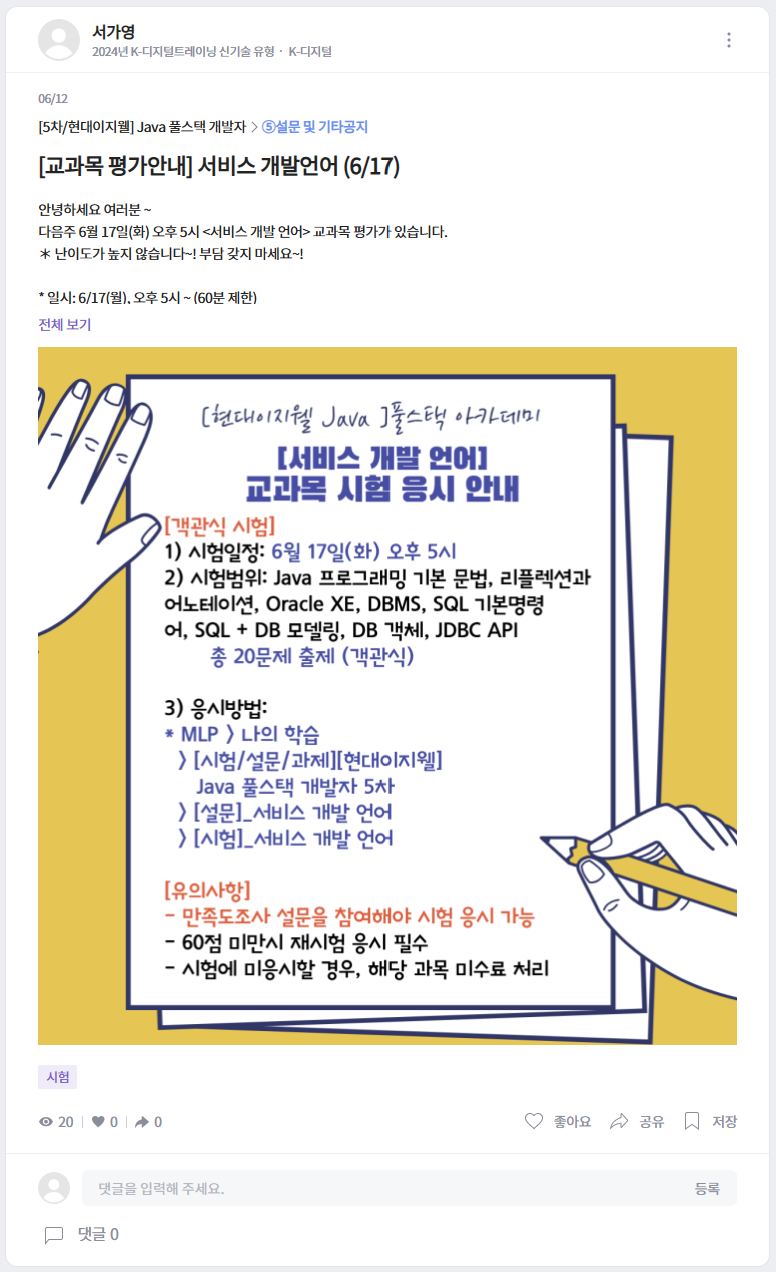 서가영
2024년 K-디지털트레이닝 신기술 유형 · K-디지털
06/12
[5차/현대이지웰] Java 풀스택 개발자 > ⑤설문 및 기타공지
[교과목 평가안내] 서비스 개발언어 (6/17)
안녕하세요 여러분 ~
다음주 6월 17일(화) 오후 5시 <서비스 개발 언어> 교과목 평가가 있습니다.
* 난이도가 높지 않습니다~! 부담 갖지 마세요~!
* 일시: 6/17(월), 오후 5시 ~ (60분 제한)
전체 보기
[현대이지웰 Java ]풀스택 아카데미
[서비스 개발 언어]
교과목 시험 응시 안내
[객관식 시험]
1) 시험일정: 6월 17일(화) 오후 5시
2) 시험범위: Java 프로그래밍 기본 문법, 리플렉션과
어노테이션, Oracle XE, DBMS, SQL 기본명령
어, SQL + DB 모델링, DB 객체, JDBC API
총 20문제 출제 (객관식)
3) 응시방법:
* MLP > 나의 학습
> [시험/설문/과제][현대이지웰]
Java 풀스택 개발자 5차
> [설문]_서비스 개발 언어
> [시험]_서비스 개발 언어
[유의사항]
- 만족도조사 설문을 참여해야 시험 응시 가능
- 60점 미만시 재시험 응시 필수
- 시험에 미응시할 경우, 해당 과목 미수료 처리
시험
20 0 0 좋아요 공유 저장
댓글을 입력해 주세요. 등록
댓글 0